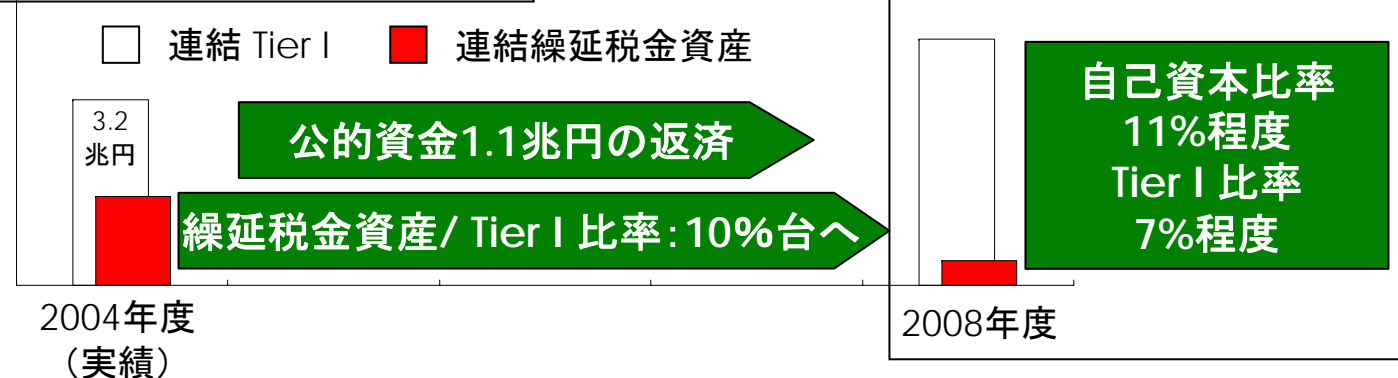 連結 Tier I
連結繰延税金資産
3.2
兆円
公的資金1.1兆円の返済
繰延税金資産/ Tier I 比率:10%台へ
自己資本比率
11%程度
Tier I 比率
7%程度
2004年度
(実績)
2008年度